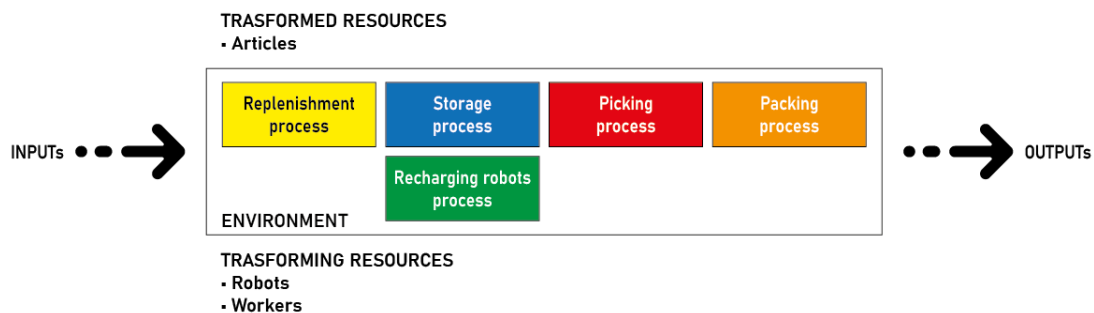 TRASFORMED RESOURCES
▪ Articles
Replenishment
process
Storage
process
Picking
process
Packing
process
INPUTs
OUTPUTs
Recharging robots
process
ENVIRONMENT
TRASFORMING RESOURCES
▪ Robots
▪ Workers